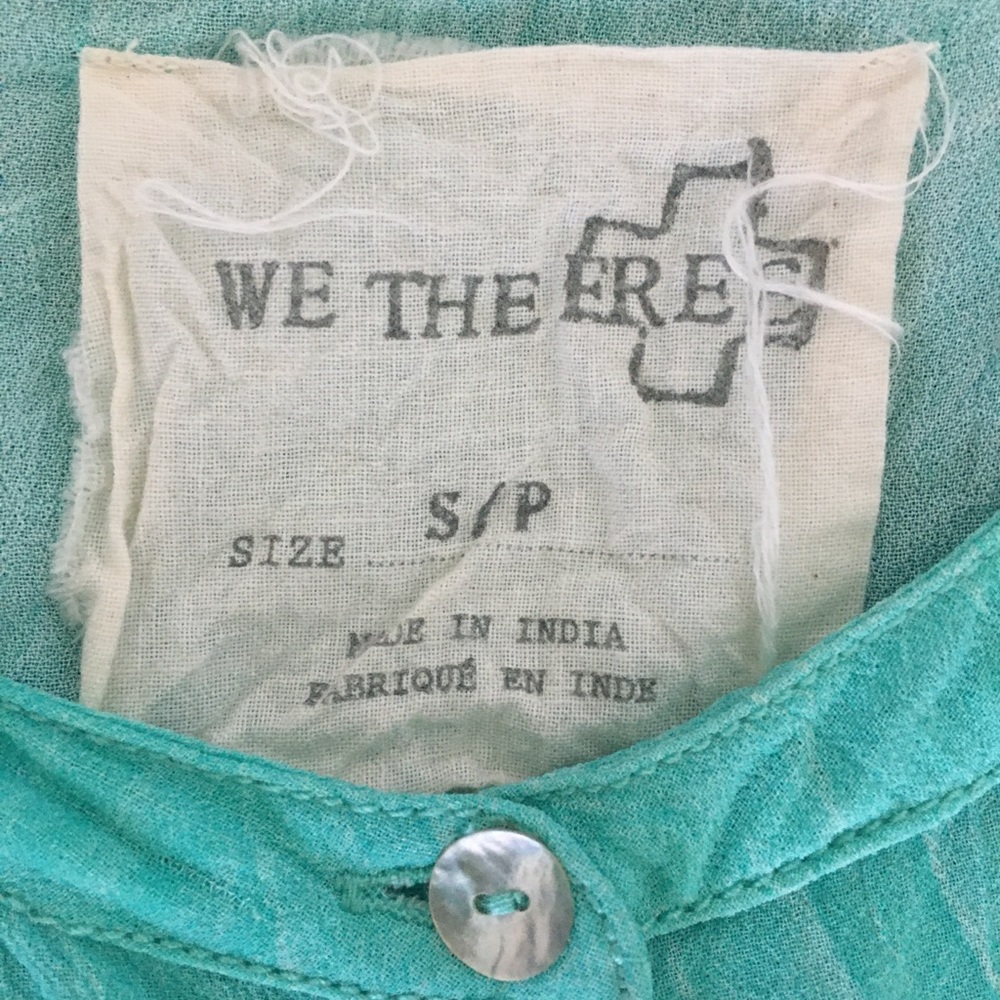 WE THE FREE
S/P
SIZE
MADE IN INDIA
FABRIQUÉ EN INDE